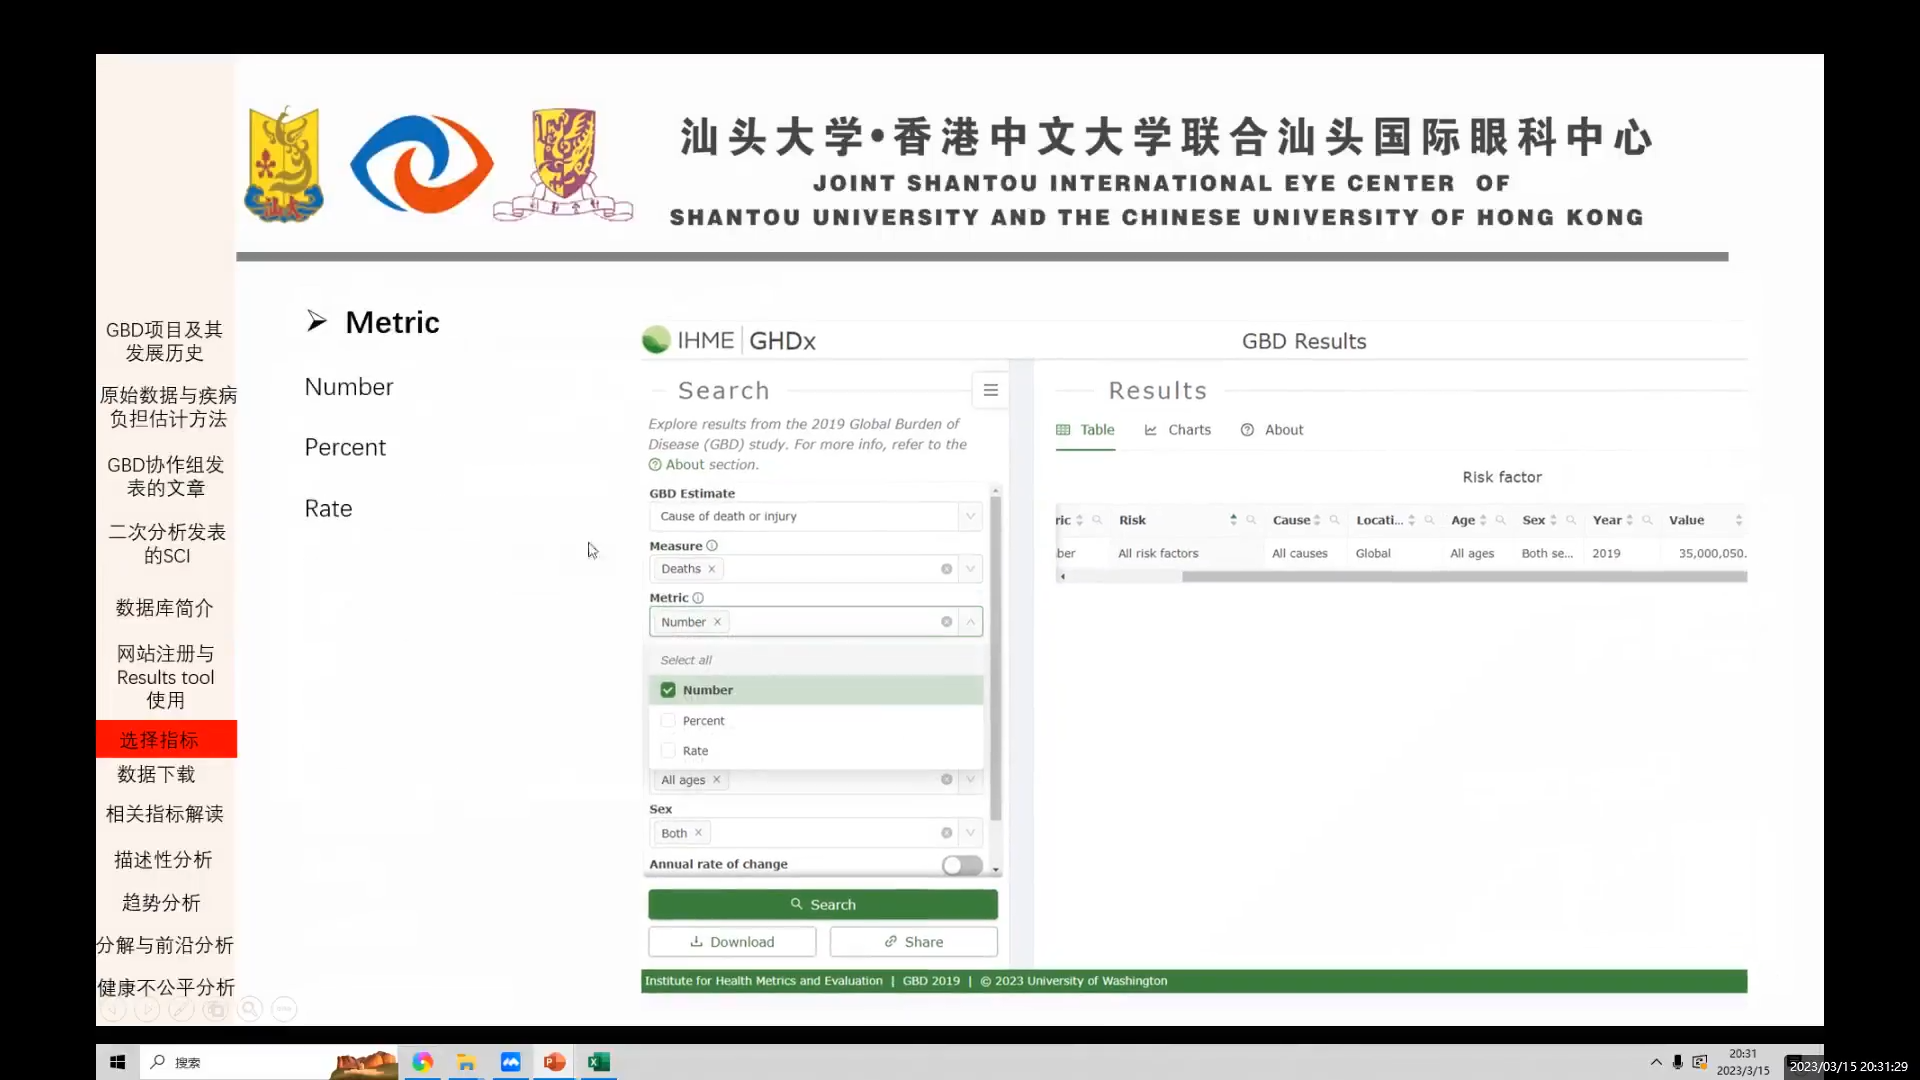 汕头大学•香港中文大学联合汕头国际眼科中心
JOINT SHANTOU INTERNATIONAL EYE CENTER OF
SHANTOU UNIVERSITY AND THE CHINESE UNIVERSITY OF HONG KONG
GBD项目及其
发展历史
原始数据与疾病
负担估计方法
GBD协作组发
表的文章
二次分析发表
的SCI
数据库简介
网站注册与
Results tool
使用
选择指标
数据下载
相关指标解读
描述性分析
趋势分析
分解与前沿分析
健康不公平分析
➢ Metric
Number
Percent
Rate
IHME | GHDx
GBD Results
Search
Explore results from the 2019 Global Burden of
Disease (GBD) study. For more info, refer to the
About section.
GBD Estimate
Cause of death or injury
Measure
Deaths ×
Metric
Number ×
Select all
Number
Percent
Rate
All ages ×
Sex
Both ×
Annual rate of change
Search
Download
Share
Results
Table
Charts
About
Risk factor
ric Risk Cause Locati... Age Sex Year Value
ber All risk factors All causes Global All ages Both se... 2019 35,000,050.
Institute for Health Metrics and Evaluation | GBD 2019 | © 2023 University of Washington
搜索
20:31
2023/3/15
2023/03/15 20:31:29